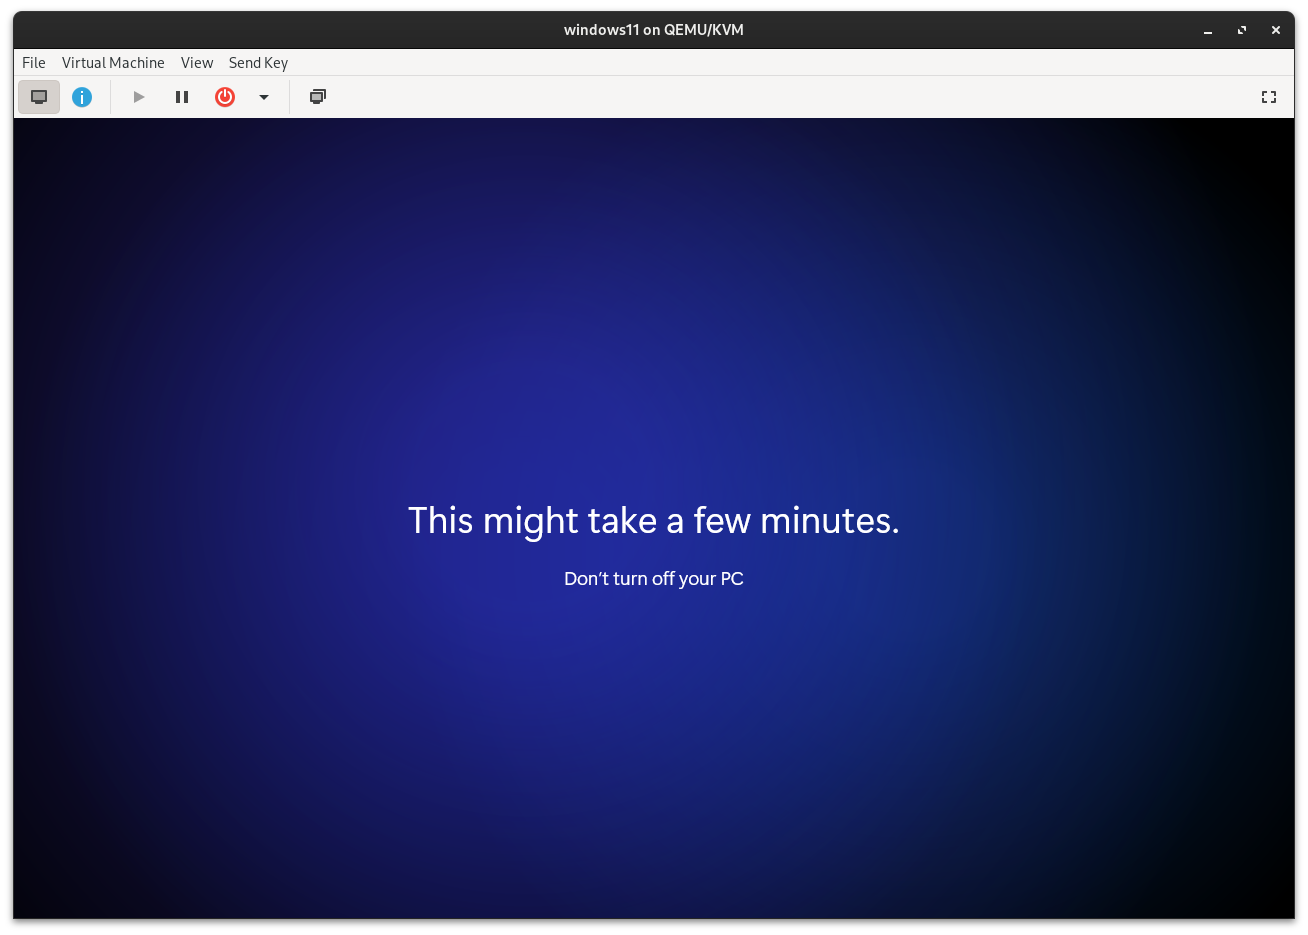 windows11 on QEMU/KVM
File Virtual Machine View Send Key
This might take a few minutes.
Don't turn off your PC